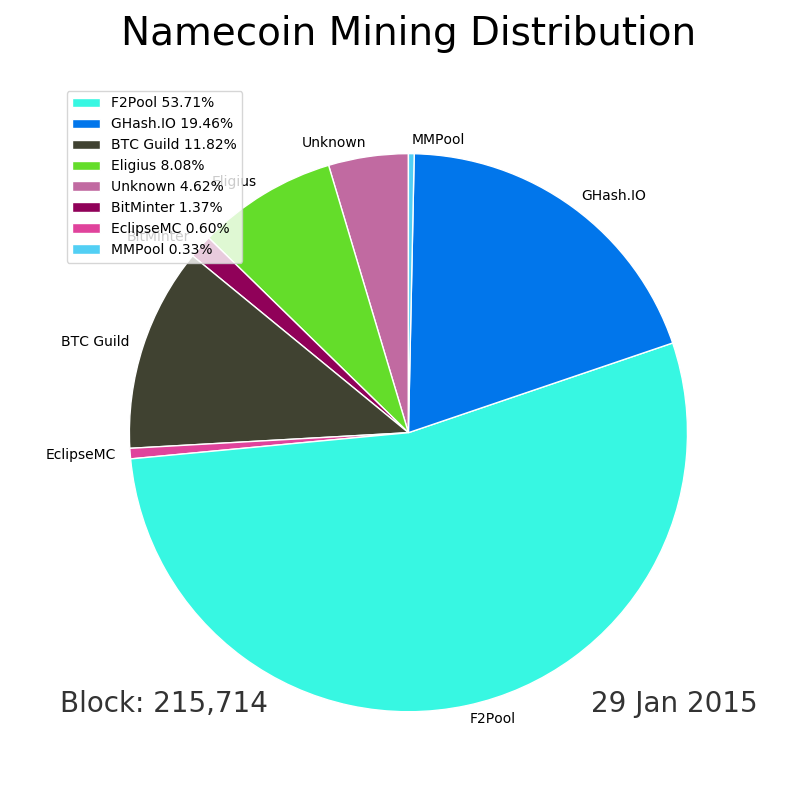 Namecoin Mining Distribution
F2Pool 53.71%
GHash.IO 19.46%
BTC Guild 11.82%
Eligius 8.08%
Unknown 4.62%
BitMinter 1.37%
EclipseMC 0.60%
MMPool 0.33%
Unknown
MMPool
Eligius
GHash.IO
BitMinter
BTC Guild
EclipseMC
Block: 215,714
29 Jan 2015
F2Pool